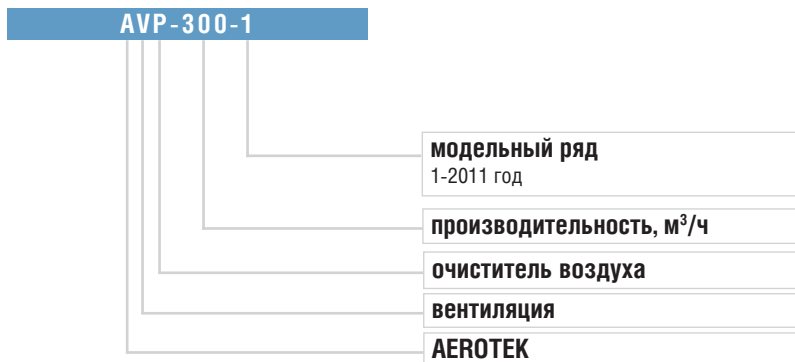 AVP-300-1
модельный ряд
1-2011 год
производительность, м³/ч
очиститель воздуха
вентиляция
AEROTEK